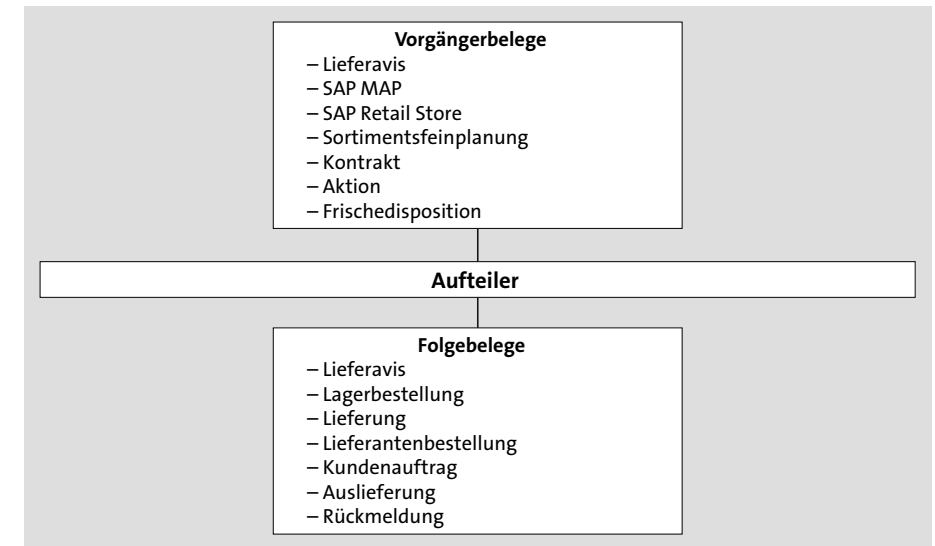 Vorgängerbelege
– Lieferavis
– SAP MAP
– SAP Retail Store
– Sortimentsfeinplanung
– Kontrakt
– Aktion
– Frischedisposition
Aufteiler
Folgebelege
– Lieferavis
– Lagerbestellung
– Lieferung
– Lieferantenbestellung
– Kundenauftrag
– Auslieferung
– Rückmeldung